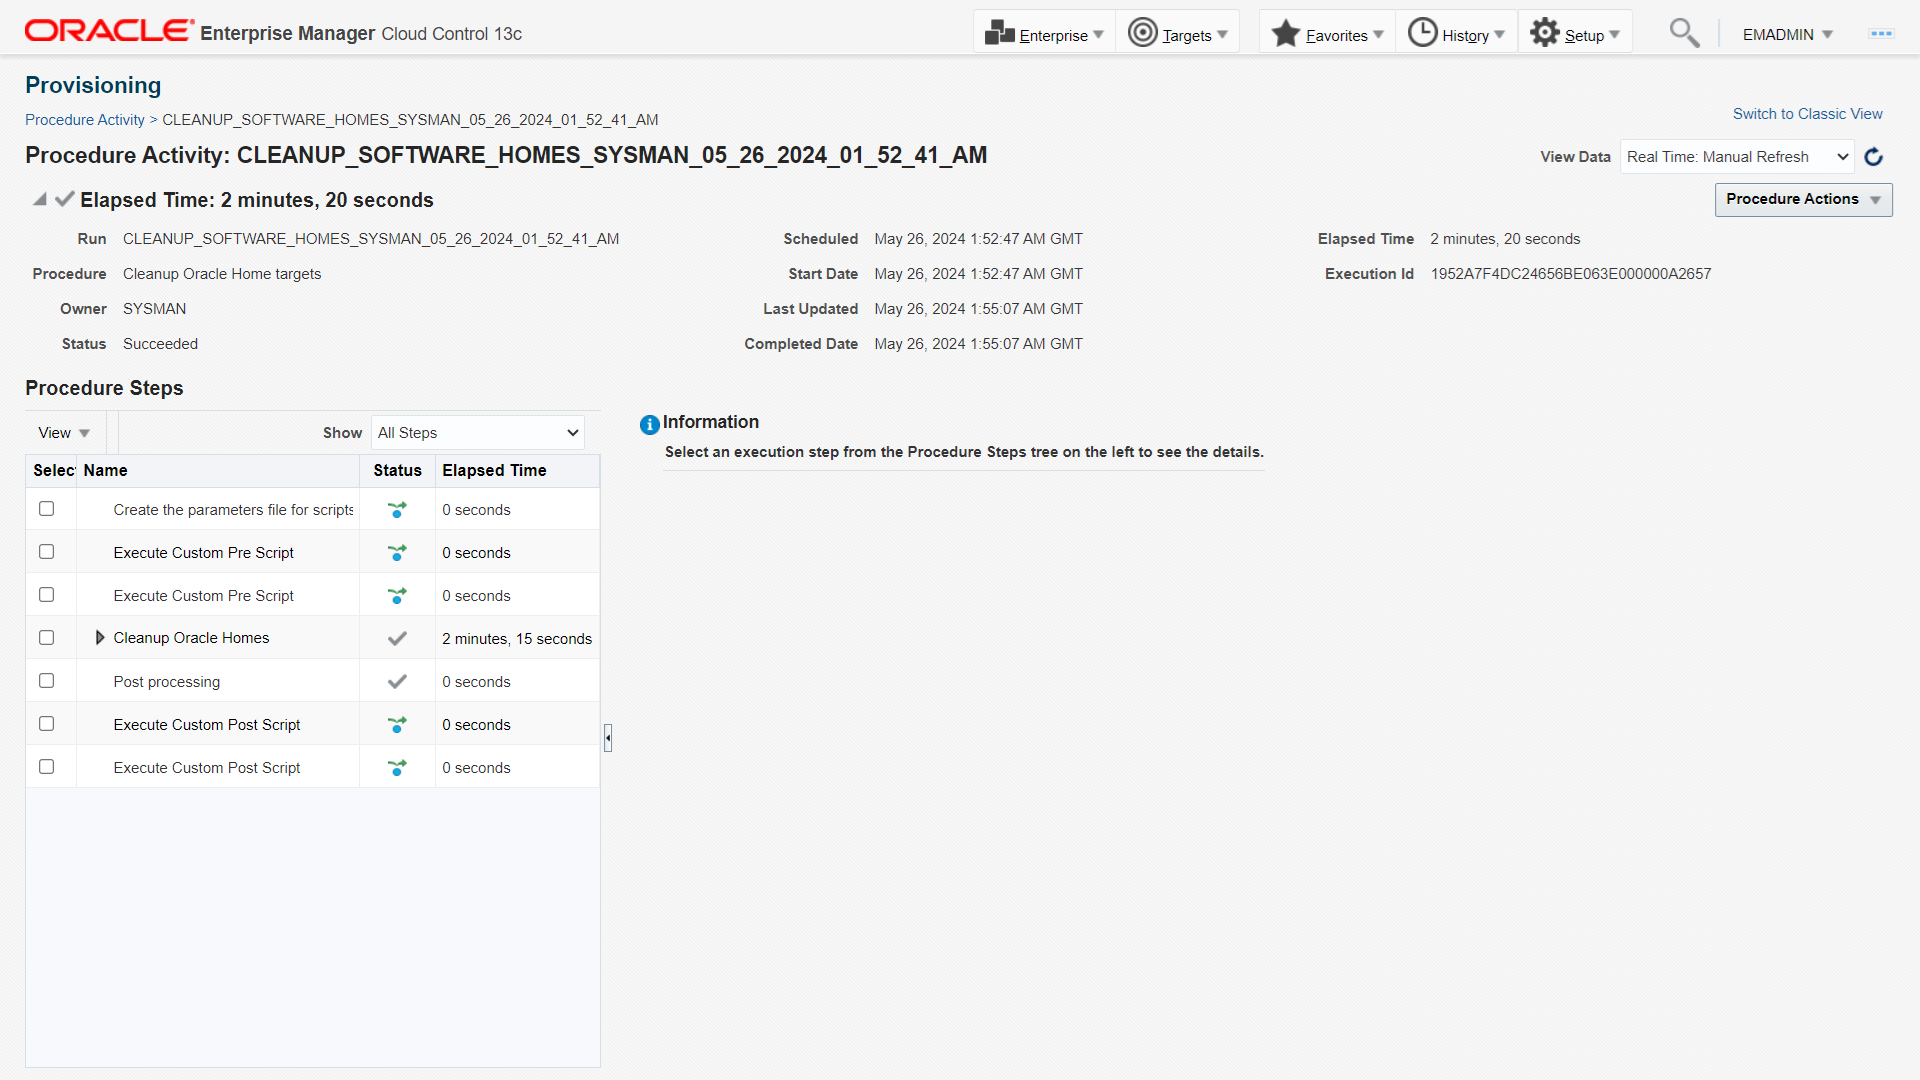 ORACLE Enterprise Manager Cloud Control 13c
Enterprise
Targets
Favorites
History
Setup
EMADMIN
Provisioning
Procedure Activity > CLEANUP_SOFTWARE_HOMES_SYSMAN_05_26_2024_01_52_41_AM
Switch to Classic View
Procedure Activity: CLEANUP_SOFTWARE_HOMES_SYSMAN_05_26_2024_01_52_41_AM
View Data Real Time: Manual Refresh
Elapsed Time: 2 minutes, 20 seconds
Procedure Actions
Run CLEANUP_SOFTWARE_HOMES_SYSMAN_05_26_2024_01_52_41_AM
Procedure Cleanup Oracle Home targets
Owner SYSMAN
Status Succeeded
Scheduled May 26, 2024 1:52:47 AM GMT
Start Date May 26, 2024 1:52:47 AM GMT
Last Updated May 26, 2024 1:55:07 AM GMT
Completed Date May 26, 2024 1:55:07 AM GMT
Elapsed Time 2 minutes, 20 seconds
Execution Id 1952A7F4DC24656BE063E000000A2657
Procedure Steps
View Show All Steps
Selec Name Status Elapsed Time
Create the parameters file for scripts 0 seconds
Execute Custom Pre Script 0 seconds
Execute Custom Pre Script 0 seconds
Cleanup Oracle Homes 2 minutes, 15 seconds
Post processing 0 seconds
Execute Custom Post Script 0 seconds
Execute Custom Post Script 0 seconds
Information
Select an execution step from the Procedure Steps tree on the left to see the details.